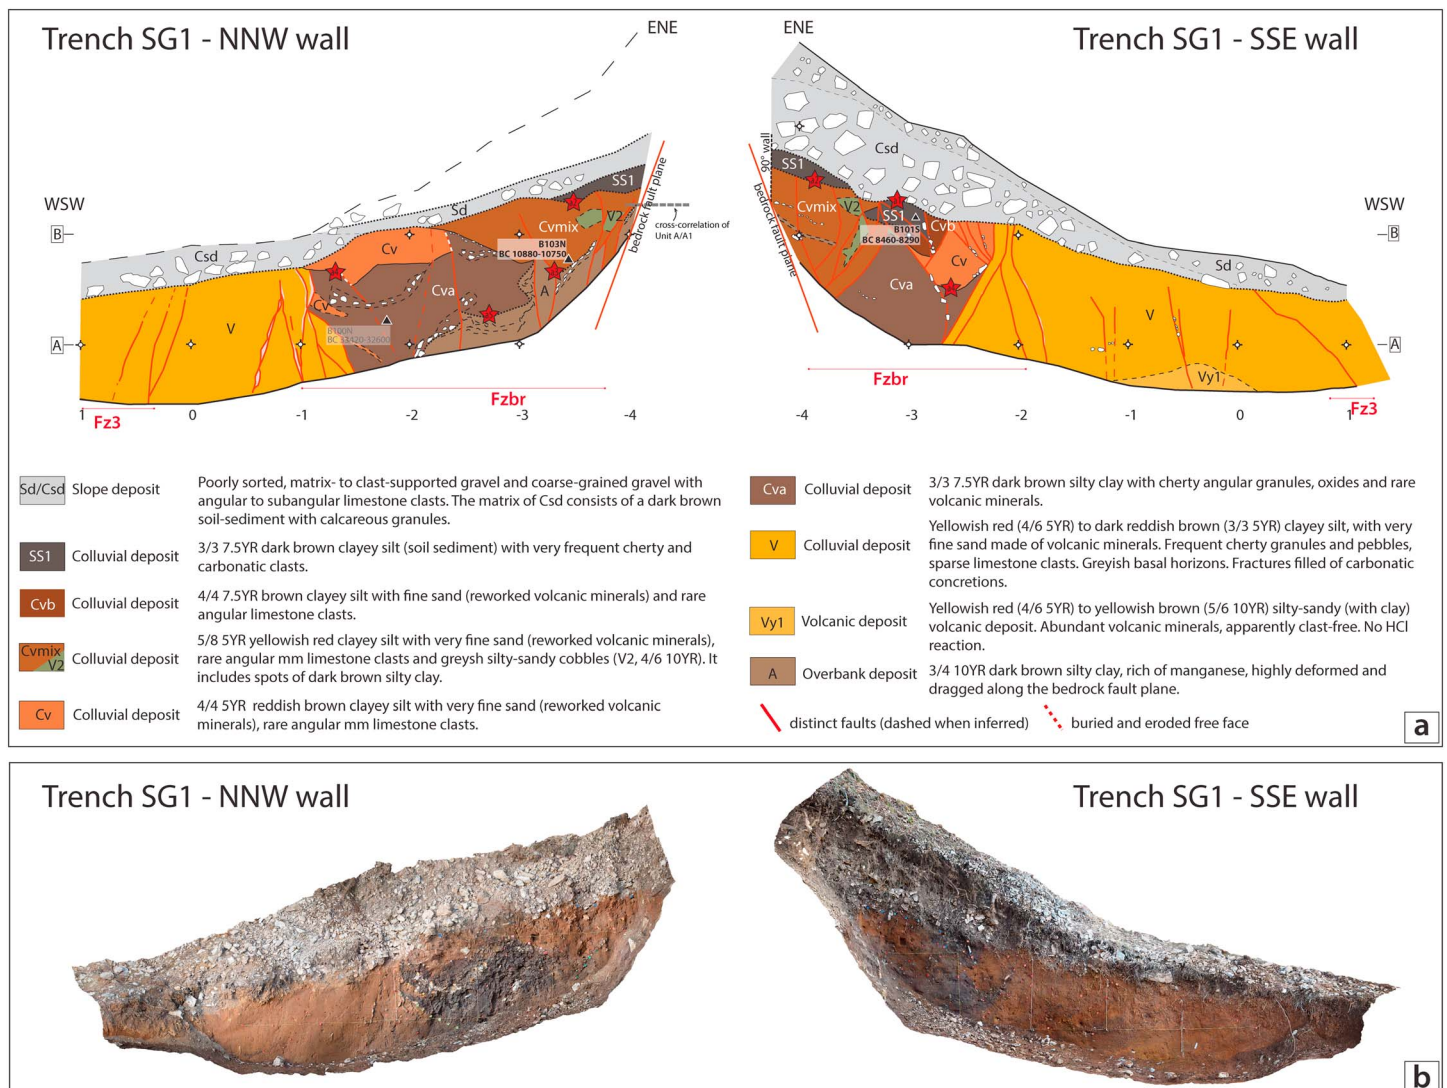 Trench SG1 - NNW wall
ENE
WSW
B
A
Csd
Sd
SS1
Cvmix
V2
Cv
Cva
Cv
V
A
B103N
BC 10880-10750
B100N
BC 33420-32600
bedrock fault plane
cross-correlation of
Unit A/A1
Fz3
Fzbr
1
0
-1
-2
-3
-4
Trench SG1 - SSE wall
ENE
WSW
90° wall
bedrock fault plane
SS1
Csd
Cvmix
V2
SS1
B101S
BC 8460-8290
Cvb
Cv
Cva
Sd
V
Vy1
B
A
Fzbr
Fz3
-4
-3
-2
-1
0
1
Sd/Csd Slope deposit
Poorly sorted, matrix- to clast-supported gravel and coarse-grained gravel with
angular to subangular limestone clasts. The matrix of Csd consists of a dark brown
soil-sediment with calcareous granules.
SS1 Colluvial deposit
3/3 7.5YR dark brown clayey silt (soil sediment) with very frequent cherty and
carbonatic clasts.
Cvb Colluvial deposit
4/4 7.5YR brown clayey silt with fine sand (reworked volcanic minerals) and rare
angular limestone clasts.
Cvmix V2 Colluvial deposit
5/8 5YR yellowish red clayey silt with very fine sand (reworked volcanic minerals),
rare angular mm limestone clasts and greysh silty-sandy cobbles (V2, 4/6 10YR). It
includes spots of dark brown silty clay.
Cv Colluvial deposit
4/4 5YR reddish brown clayey silt with very fine sand (reworked volcanic
minerals), rare angular mm limestone clasts.
Cva Colluvial deposit
3/3 7.5YR dark brown silty clay with cherty angular granules, oxides and rare
volcanic minerals.
V Colluvial deposit
Yellowish red (4/6 5YR) to dark reddish brown (3/3 5YR) clayey silt, with very
fine sand made of volcanic minerals. Frequent cherty granules and pebbles,
sparse limestone clasts. Greyish basal horizons. Fractures filled of carbonatic
concretions.
Vy1 Volcanic deposit
Yellowish red (4/6 5YR) to yellowish brown (5/6 10YR) silty-sandy (with clay)
volcanic deposit. Abundant volcanic minerals, apparently clast-free. No HCl
reaction.
A Overbank deposit
3/4 10YR dark brown silty clay, rich of manganese, highly deformed and
dragged along the bedrock fault plane.
distinct faults (dashed when inferred)
buried and eroded free face
a
Trench SG1 - NNW wall
Trench SG1 - SSE wall
b